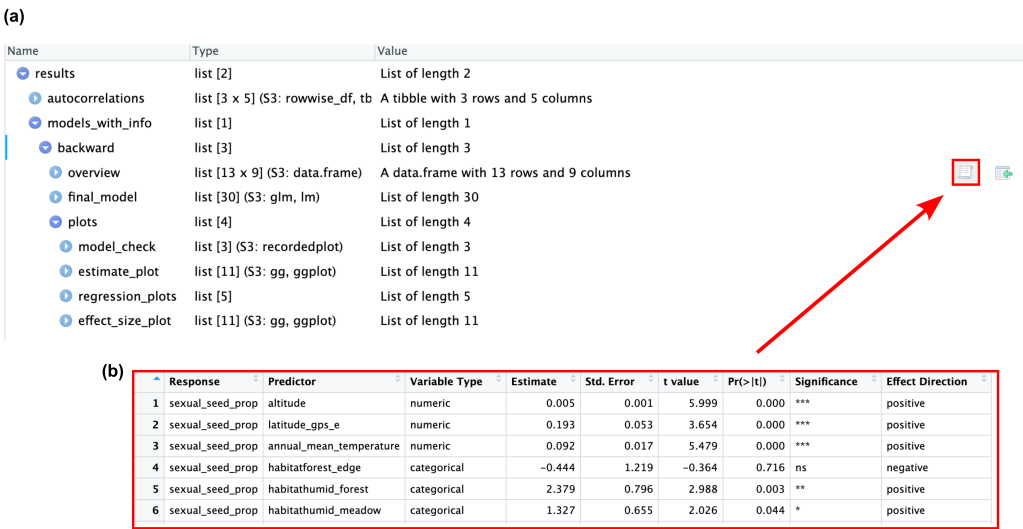 (a)
Name Type Value
results list [2] List of length 2
autocorrelations list [3 x 5] (S3: rowwise_df, tb A tibble with 3 rows and 5 columns
models_with_info list [1] List of length 1
backward list [3] List of length 3
overview list [13 x 9] (S3: data.frame) A data.frame with 13 rows and 9 columns
final_model list [30] (S3: glm, lm) List of length 30
plots list [4] List of length 4
model_check list [3] (S3: recordedplot) List of length 3
estimate_plot list [11] (S3: gg, ggplot) List of length 11
regression_plots list [5] List of length 5
effect_size_plot list [11] (S3: gg, ggplot) List of length 11
(b)
Response Predictor Variable Type Estimate Std. Error t value Pr(>|t|) Significance Effect Direction
1 sexual_seed_prop altitude numeric 0.005 0.001 5.999 0.000 *** positive
2 sexual_seed_prop latitude_gps_e numeric 0.193 0.053 3.654 0.000 *** positive
3 sexual_seed_prop annual_mean_temperature numeric 0.092 0.017 5.479 0.000 *** positive
4 sexual_seed_prop habitatforest_edge categorical −0.444 1.219 −0.364 0.716 ns negative
5 sexual_seed_prop habitathumid_forest categorical 2.379 0.796 2.988 0.003 ** positive
6 sexual_seed_prop habitathumid_meadow categorical 1.327 0.655 2.026 0.044 * positive